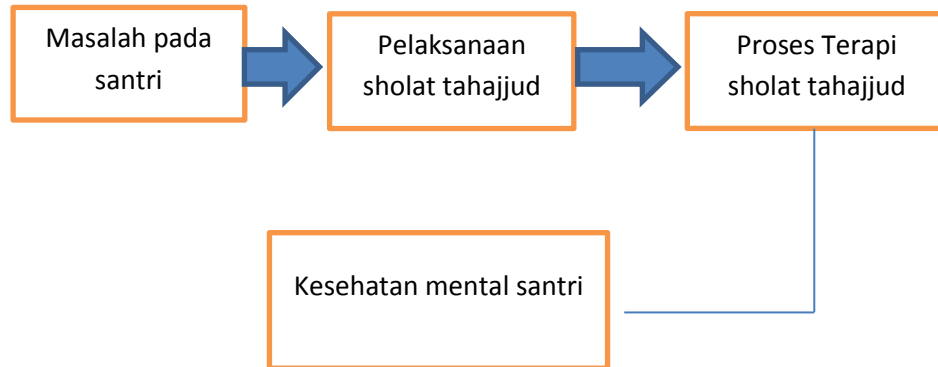 Masalah pada
santri
Pelaksanaan
sholat tahajjud
Proses Terapi
sholat tahajjud
Kesehatan mental santri